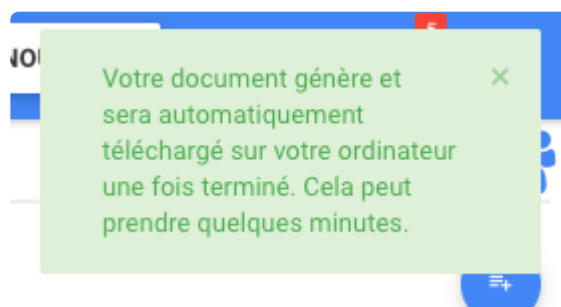 Votre document génère et
sera automatiquement
téléchargé sur votre ordinateur
une fois terminé. Cela peut
prendre quelques minutes.